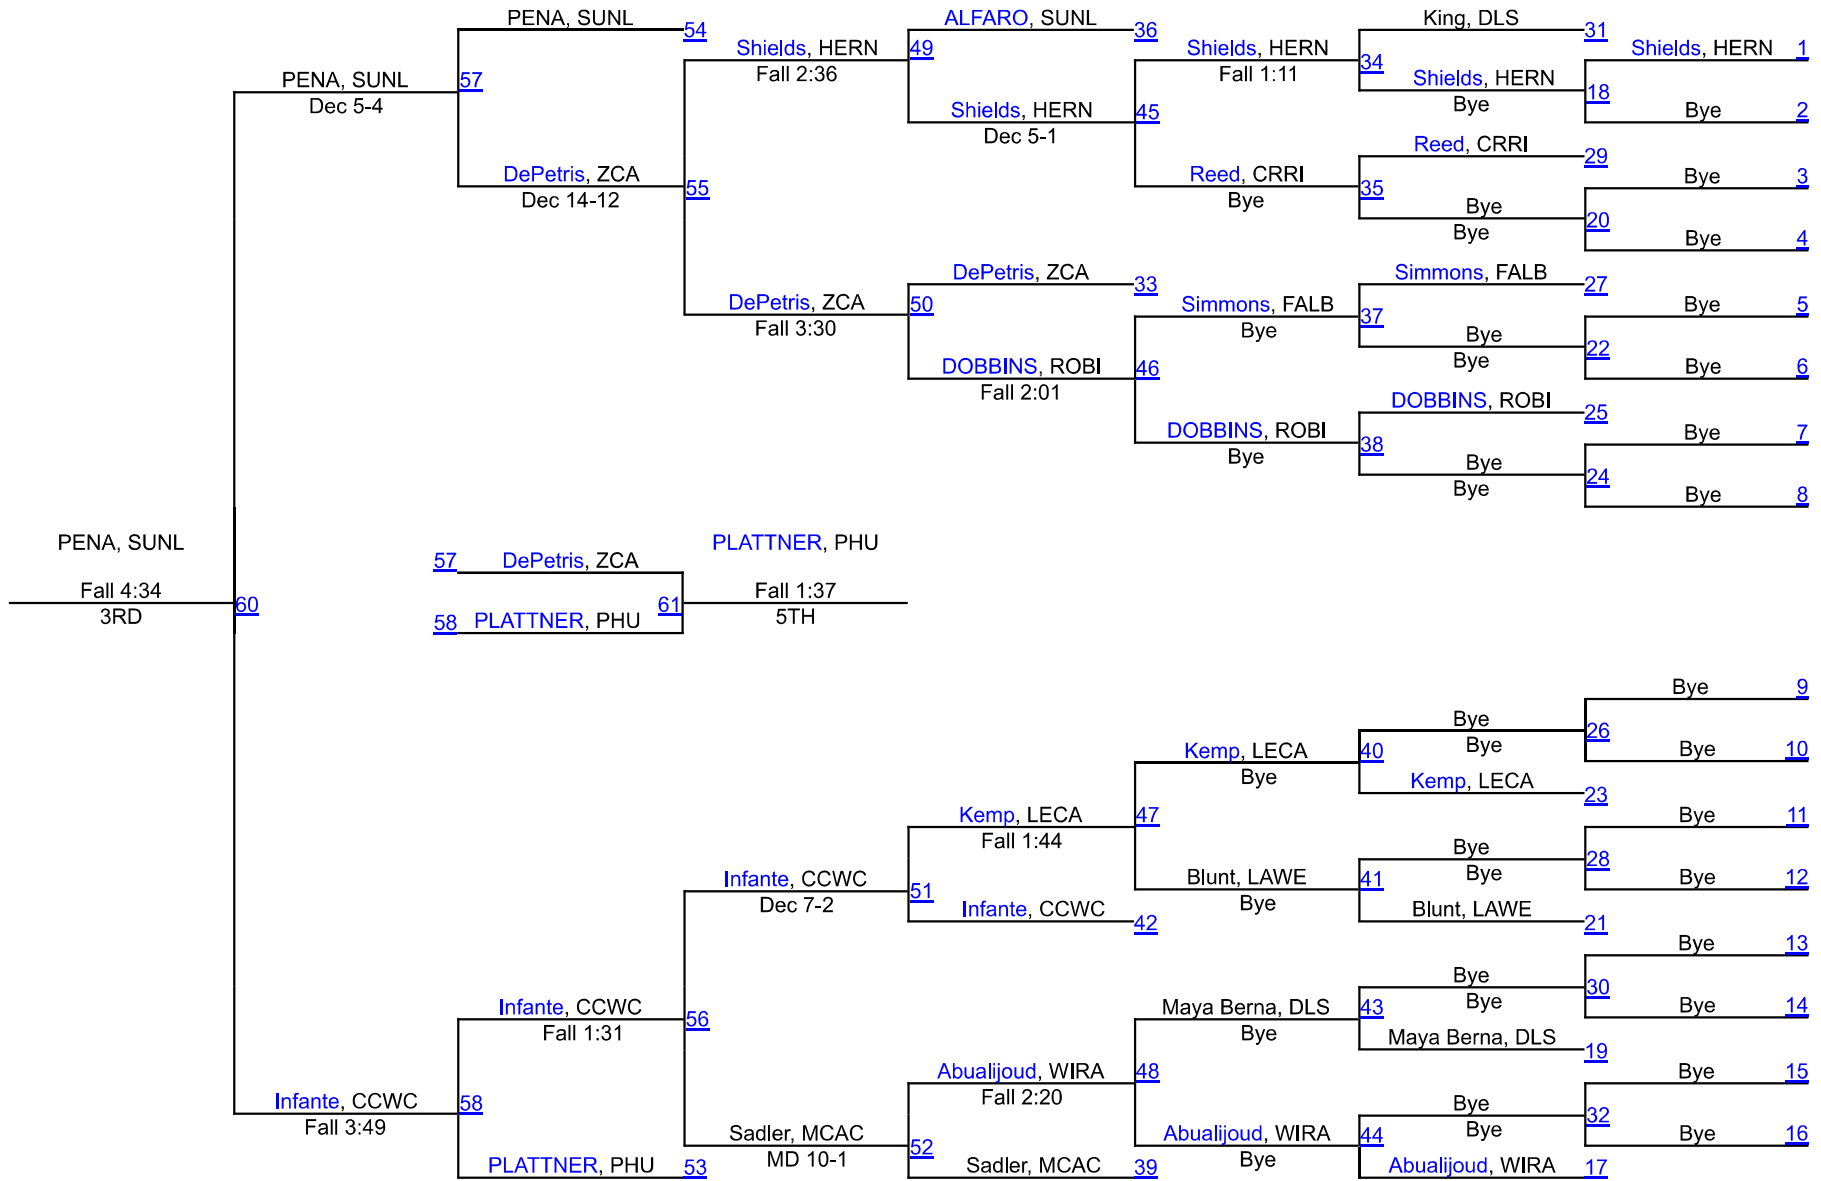 PENA, SUNL
54
ALFARO, SUNL
36
King, DLS
31
Shields, HERN
1
Shields, HERN
49
Shields, HERN
34
Fall 2:36
Fall 1:11
PENA, SUNL
57
Shields, HERN
18
Dec 5-4
Bye
Bye
2
Shields, HERN
45
Dec 5-1
Reed, CRRI
29
DePetris, ZCA
55
Reed, CRRI
35
Bye
3
Dec 14-12
Bye
Bye
20
Bye
Bye
4
DePetris, ZCA
33
Simmons, FALB
27
DePetris, ZCA
50
Simmons, FALB
37
Bye
5
Fall 3:30
Bye
Bye
22
Bye
DOBBINS, ROBI
46
Bye
6
Fall 2:01
DOBBINS, ROBI
25
DOBBINS, ROBI
38
Bye
7
Bye
Bye
24
Bye
Bye
8
PENA, SUNL
PLATTNER, PHU
57
DePetris, ZCA
Fall 4:34
60
61
Fall 1:37
3RD
58
PLATTNER, PHU
5TH
Bye
9
Bye
26
Bye
Kemp, LECA
40
Bye
10
Bye
Kemp, LECA
23
Kemp, LECA
47
Bye
11
Fall 1:44
Bye
28
Bye
Infante, CCWC
51
Blunt, LAWE
41
Bye
12
Dec 7-2
Bye
Infante, CCWC
42
Blunt, LAWE
21
Bye
13
Bye
30
Bye
Infante, CCWC
56
Maya Berna, DLS
43
Bye
14
Fall 1:31
Bye
Maya Berna, DLS
19
Abualijoud, WIRA
48
Bye
15
Fall 2:20
Infante, CCWC
58
Bye
32
Fall 3:49
Bye
Sadler, MCAC
52
Abualijoud, WIRA
44
Bye
16
MD 10-1
Bye
PLATTNER, PHU
53
Sadler, MCAC
39
Abualijoud, WIRA
17